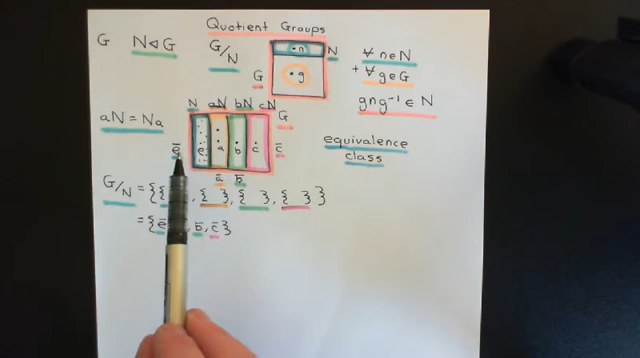 Quotient Groups
G N ◁ G G/N n N ∀ n∈N
G g + ∀ g∈G
gng⁻¹ ∈ N
N aN bN cN G
aN = Na
ē e a b c c̄
equivalence class
ā b̄
G/N = {{ }, { }, { }, { }}
= {ē, b̄, c̄}